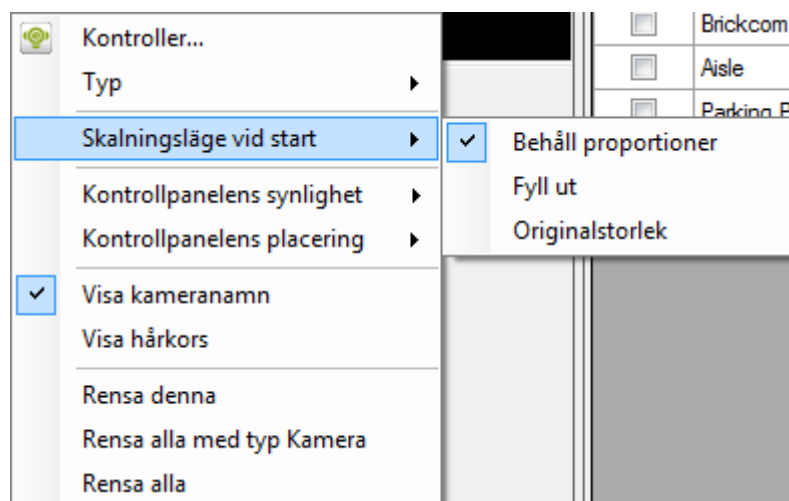 Kontroller...
Typ
Skalningsläge vid start
Kontrollpanelens synlighet
Kontrollpanelens placering
Visa kameranamn
Visa hårkors
Rensa denna
Rensa alla med typ Kamera
Rensa alla
Behåll proportioner
Fyll ut
Originalstorlek
Brickcom
Aisle
Parking